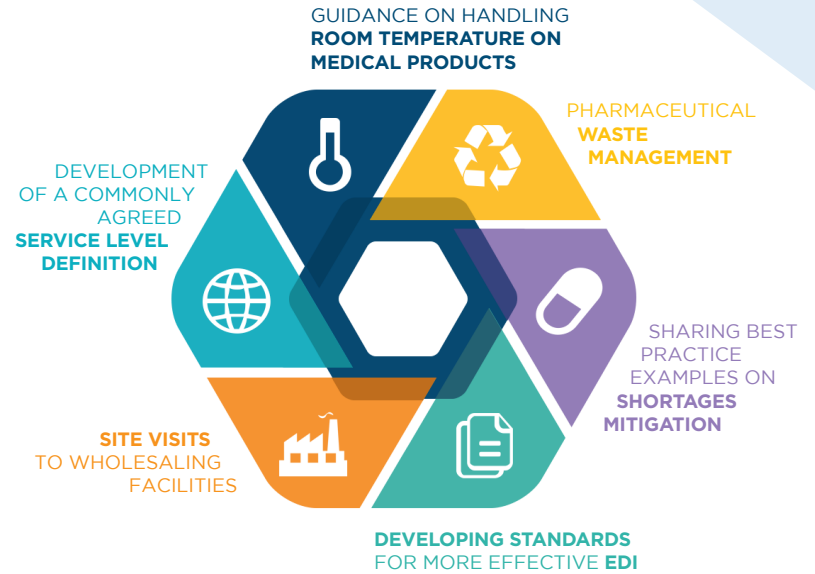 GUIDANCE ON HANDLING
ROOM TEMPERATURE ON
MEDICAL PRODUCTS
PHARMACEUTICAL
WASTE
MANAGEMENT
SHARING BEST
PRACTICE
EXAMPLES ON
SHORTAGES
MITIGATION
DEVELOPING STANDARDS
FOR MORE EFFECTIVE EDI
SITE VISITS
TO WHOLESALING
FACILITIES
DEVELOPMENT
OF A COMMONLY
AGREED
SERVICE LEVEL
DEFINITION